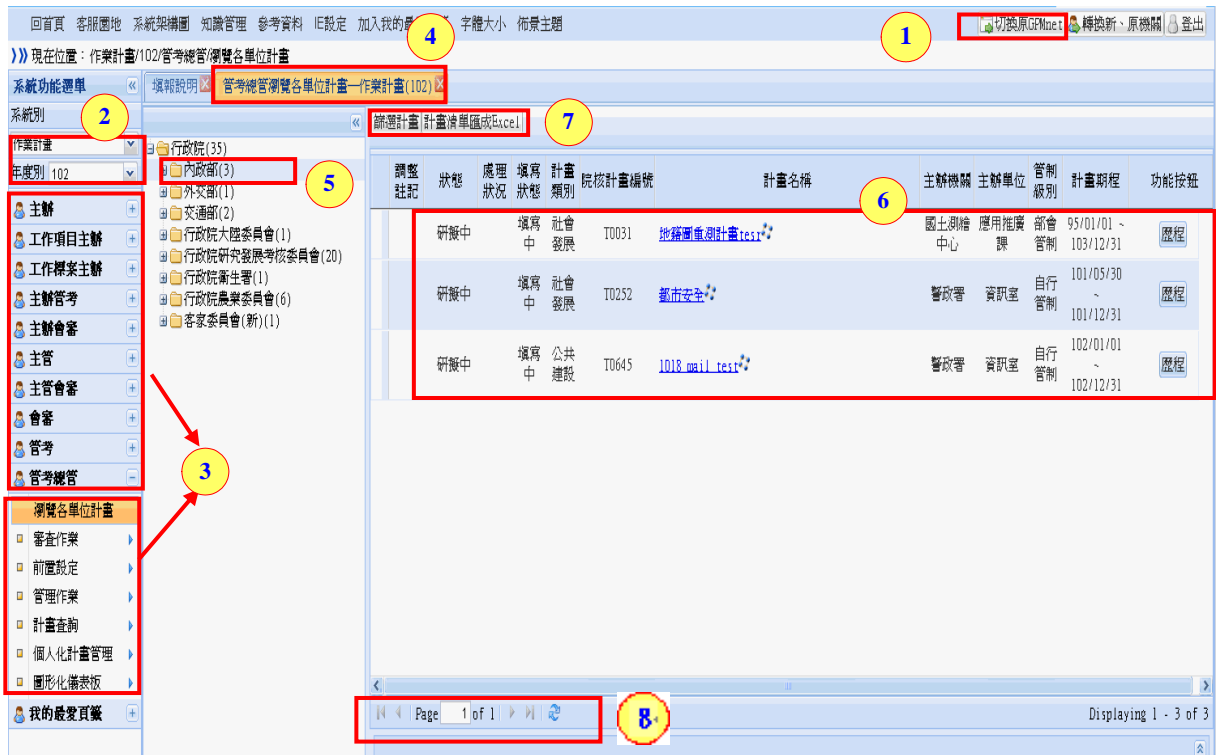 回首頁 客服園地 系統架構圖 知識管理 參考資料 IE設定 加入我的最 字體大小 佈景主題
4
1
切換原GPMnet 轉換新、原機關 登出
》》現在位置：作業計畫/102/管考總管/瀏覽各單位計畫
系統功能選單
填報說明 管考總管瀏覽各單位計畫—作業計畫(102)
系統別
2
作業計畫
年度別 102
主辦
工作項目主辦
工作標案主辦
主辦管考
主辦會審
主管
主管會審
會審
管考
管考總管
3
瀏覽各單位計畫
審查作業
前置設定
管理作業
計畫查詢
個人化計畫管理
圖形化儀表板
我的最愛頁籤
行政院(35)
內政部(3)
5
外交部(1)
交通部(2)
行政院大陸委員會(1)
行政院研究發展考核委員會(20)
行政院衛生署(1)
行政院農業委員會(6)
客家委員會(新)(1)
篩選計畫 計畫清單匯成Excel
7
調整註記 狀態 處理狀況 填寫狀態 計畫類別 院核計畫編號 計畫名稱 主辦機關 主辦單位 管制級別 計畫期程 功能按鈕
6
研擬中 填寫中 社會發展 T0031 地籍圖重測計畫test 國土測繪中心 應用推廣課 部會管制 95/01/01 ~ 103/12/31 歷程
研擬中 填寫中 社會發展 T0252 都市安全 警政署 資訊室 自行管制 101/05/30 ~ 101/12/31 歷程
研擬中 填寫中 公共建設 T0645 1018 mail test 警政署 資訊室 自行管制 102/01/01 ~ 102/12/31 歷程
Page 1 of 1
8
Displaying 1 - 3 of 3